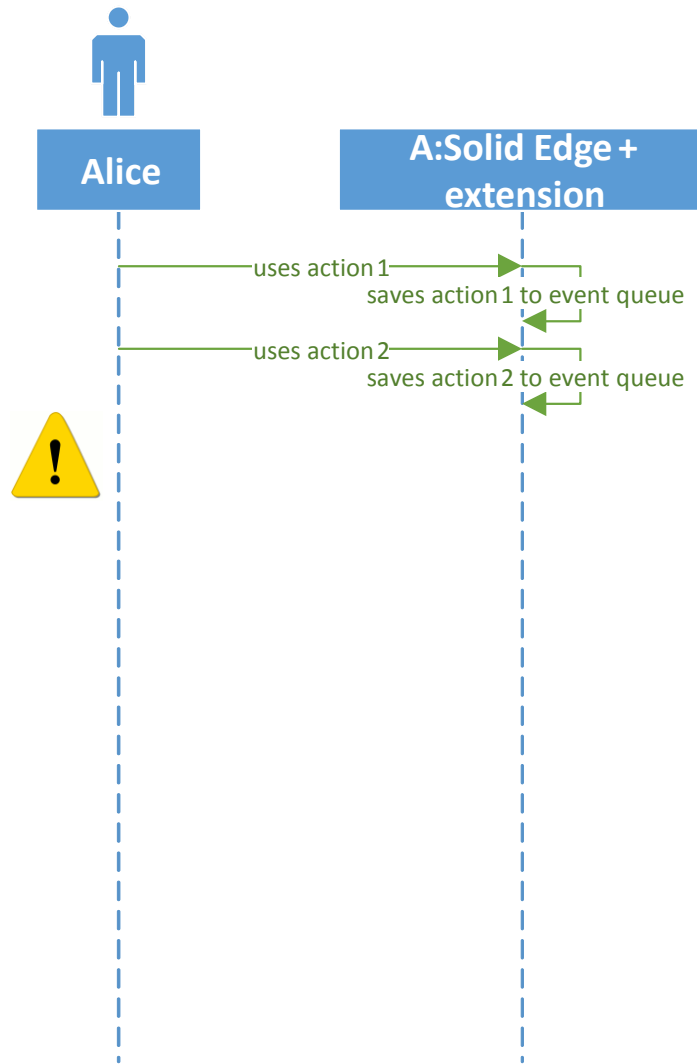 Alice
A:Solid Edge +
extension
uses action 1
saves action 1 to event queue
uses action 2
saves action 2 to event queue
!